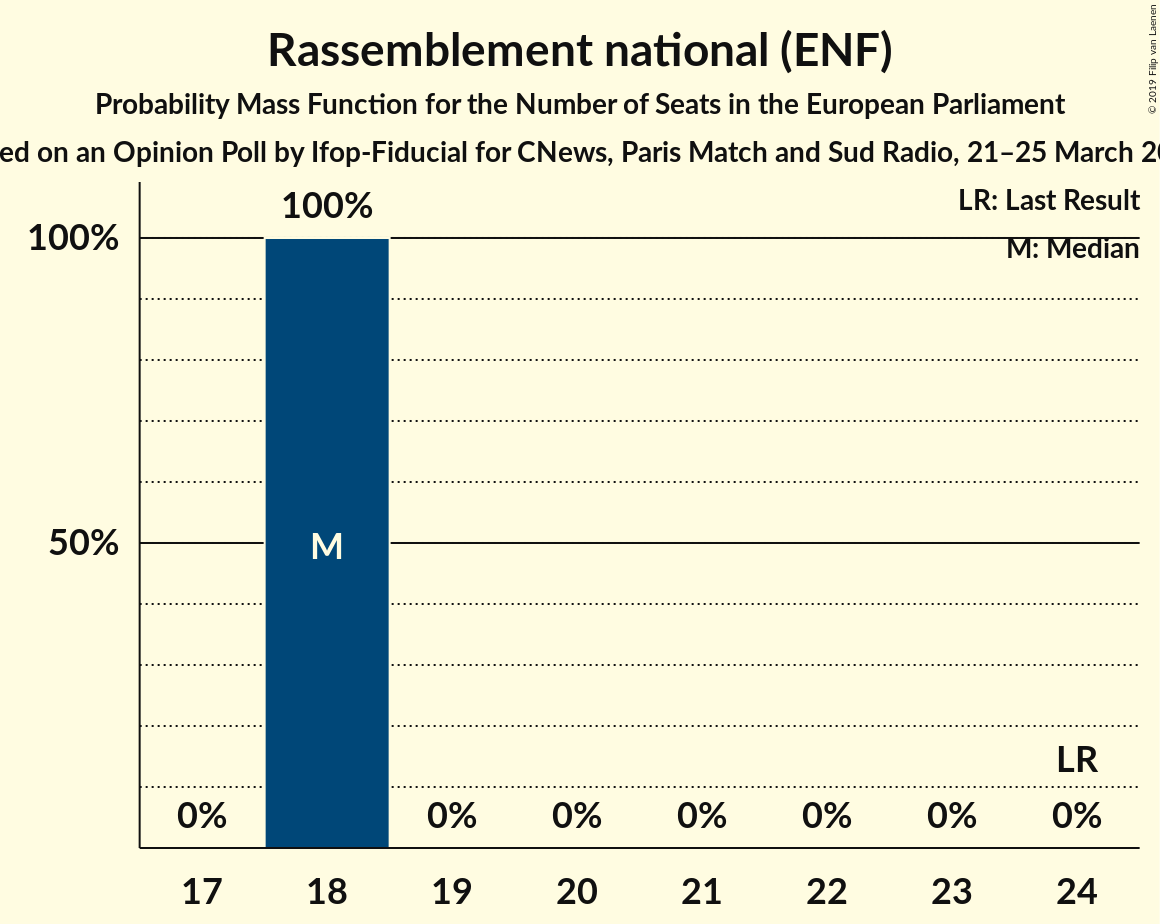 Rassemblement national (ENF)
Probability Mass Function for the Number of Seats in the European Parliament
on an Opinion Poll by Ifop-Fiducial for CNews, Paris Match and Sud Radio, 21–25 March
© 2019 Filip van Laenen
LR: Last Result
M: Median
100%
100%
50%
M
LR
0% 0% 0% 0% 0% 0% 0%
17 18 19 20 21 22 23 24